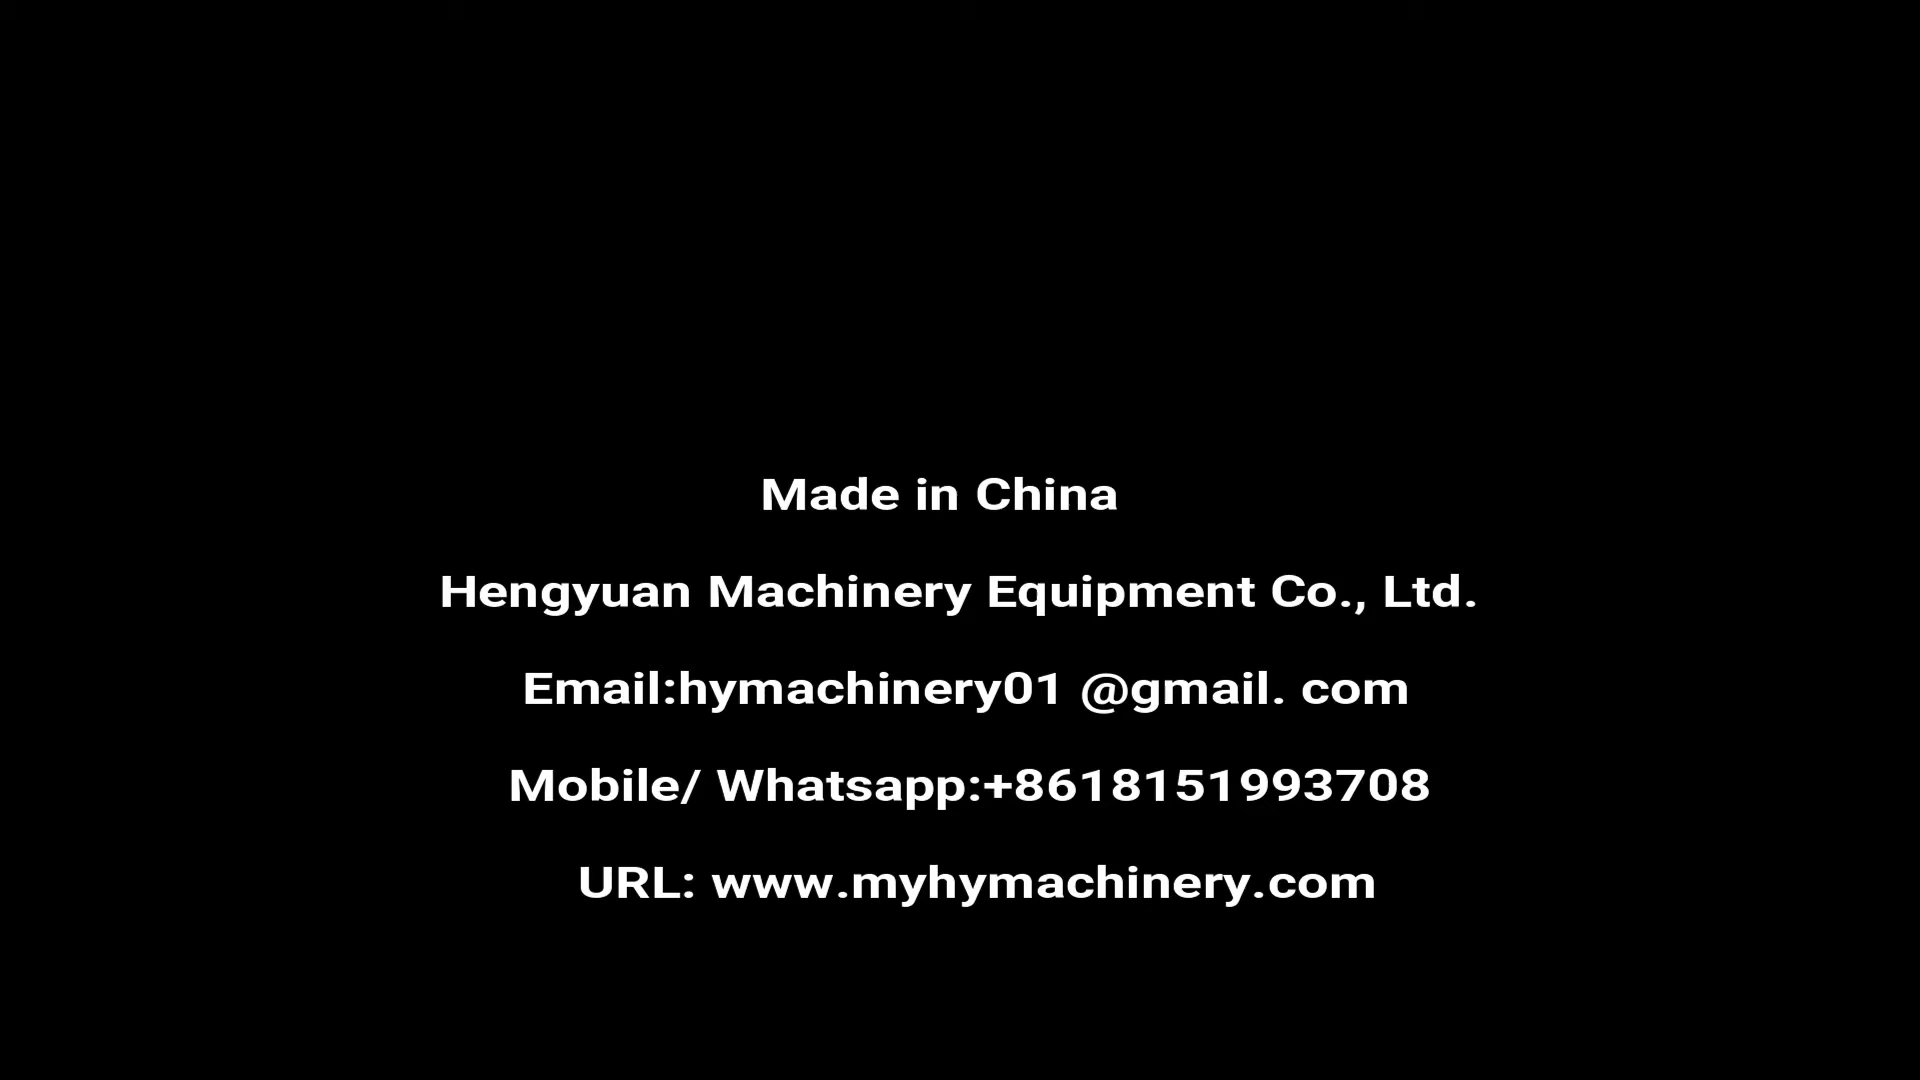 Made in China
Hengyuan Machinery Equipment Co., Ltd.
Email:hymachinery01 @gmail. com
Mobile/ Whatsapp:+8618151993708
URL: www.myhymachinery.com